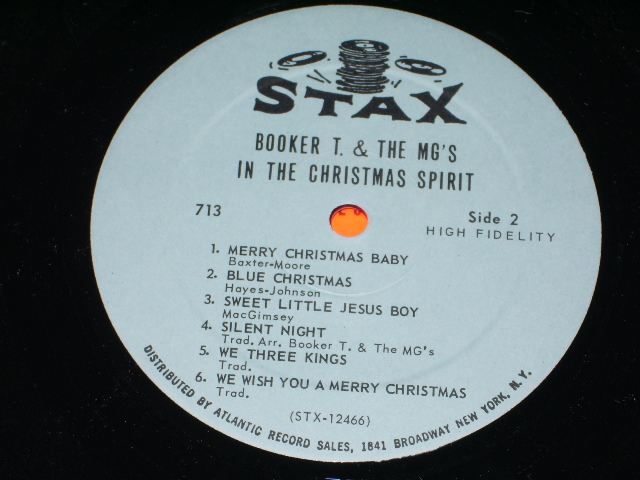 STAX
BOOKER T. & THE MG'S
IN THE CHRISTMAS SPIRIT
713
Side 2
HIGH FIDELITY
1. MERRY CHRISTMAS BABY
Baxter-Moore
2. BLUE CHRISTMAS
Hayes-Johnson
3. SWEET LITTLE JESUS BOY
MacGimsey
4. SILENT NIGHT
Trad. Arr. Booker T. & The MG's
5. WE THREE KINGS
Trad.
6. WE WISH YOU A MERRY CHRISTMAS
Trad.
(STX-12466)
DISTRIBUTED BY ATLANTIC RECORD SALES, 1841 BROADWAY NEW YORK, N. Y.